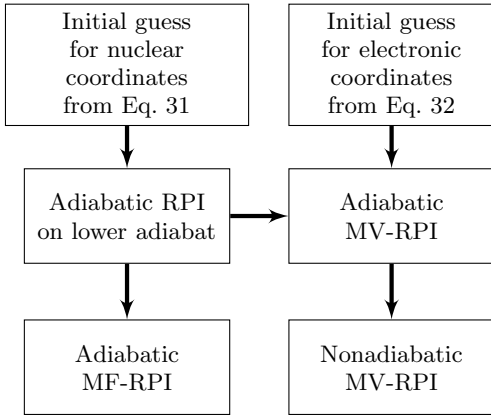 Initial guess
for nuclear
coordinates
from Eq. 31
Initial guess
for electronic
coordinates
from Eq. 32
Adiabatic RPI
on lower adiabat
Adiabatic
MV-RPI
Adiabatic
MF-RPI
Nonadiabatic
MV-RPI